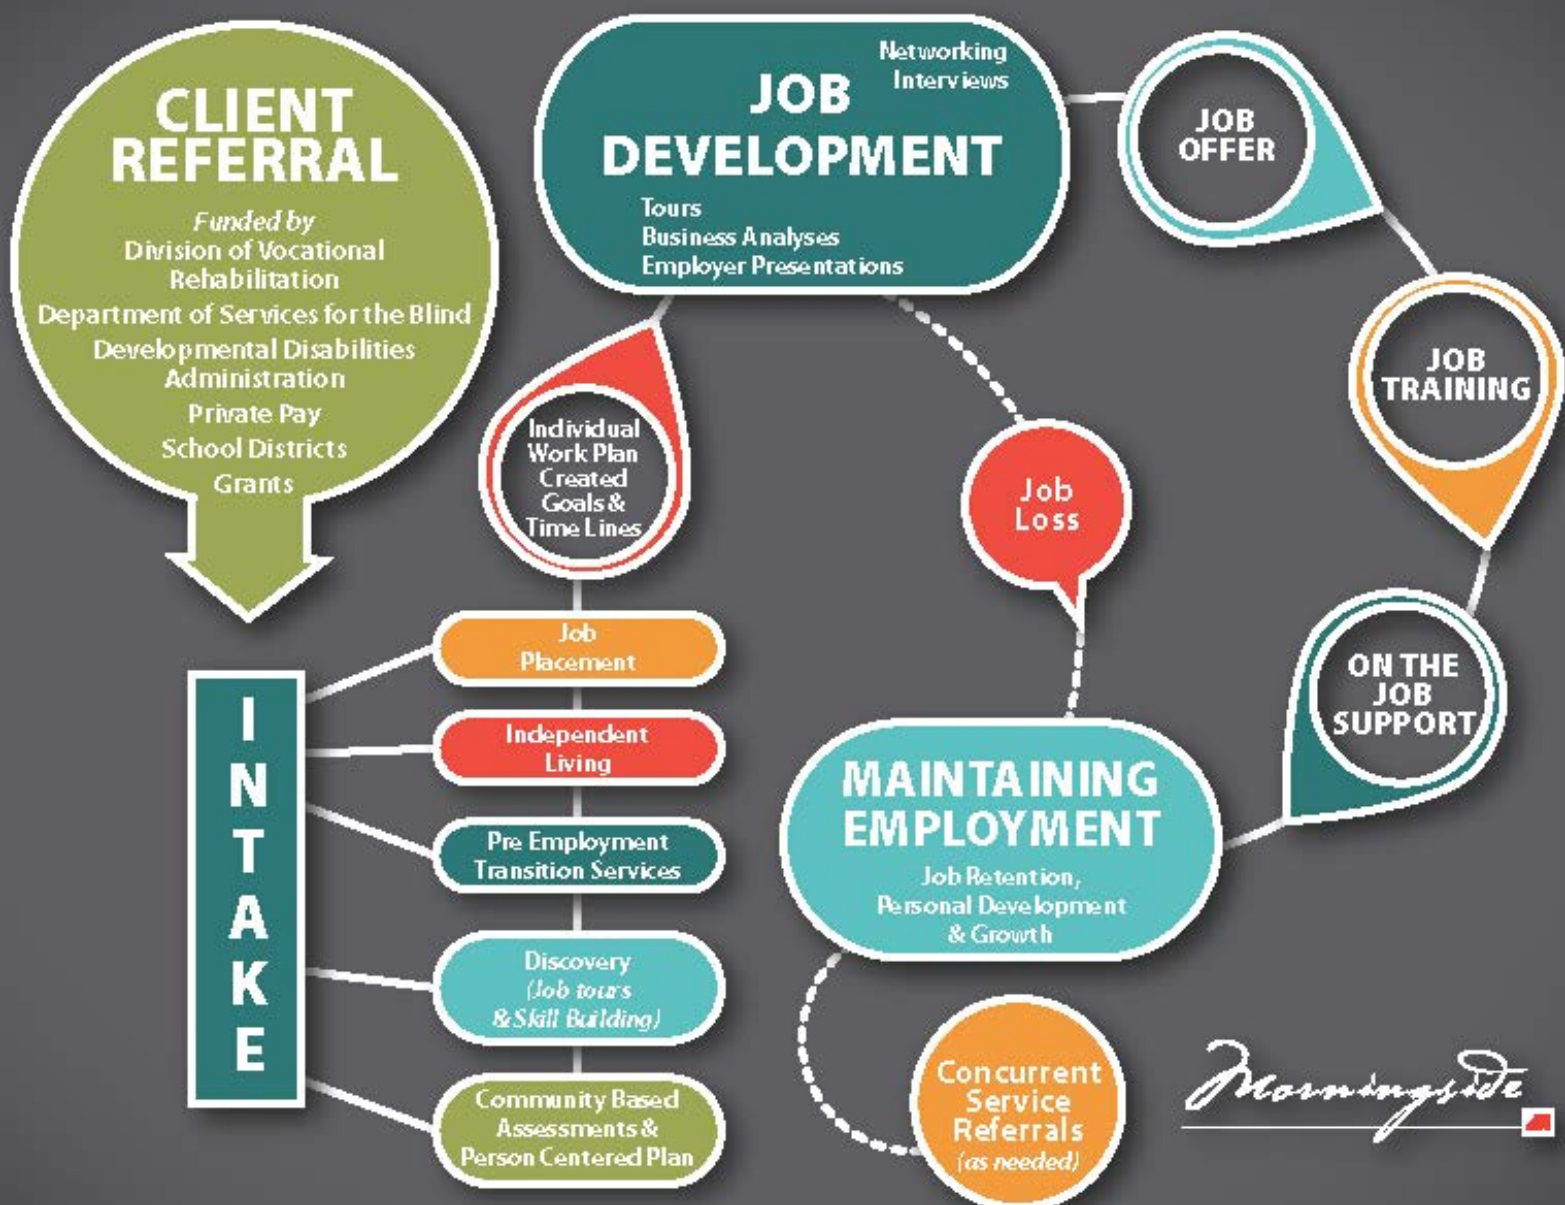 CLIENT
REFERRAL
Funded by
Division of Vocational
Rehabilitation
Department of Services for the Blind
Developmental Disabilities
Administration
Private Pay
School Districts
Grants
INTAKE
Job
Placement
Independent
Living
Pre Employment
Transition Services
Discovery
(Job tours
& Skill Building)
Community Based
Assessments &
Person Centered Plan
Individual
Work Plan
Created
Goals &
Time Lines
Networking
Interviews
JOB
DEVELOPMENT
Tours
Business Analyses
Employer Presentations
JOB
OFFER
JOB
TRAINING
ON THE
JOB
SUPPORT
MAINTAINING
EMPLOYMENT
Job Retention,
Personal Development
& Growth
Job
Loss
Concurrent
Service
Referrals
(as needed)
Morningside